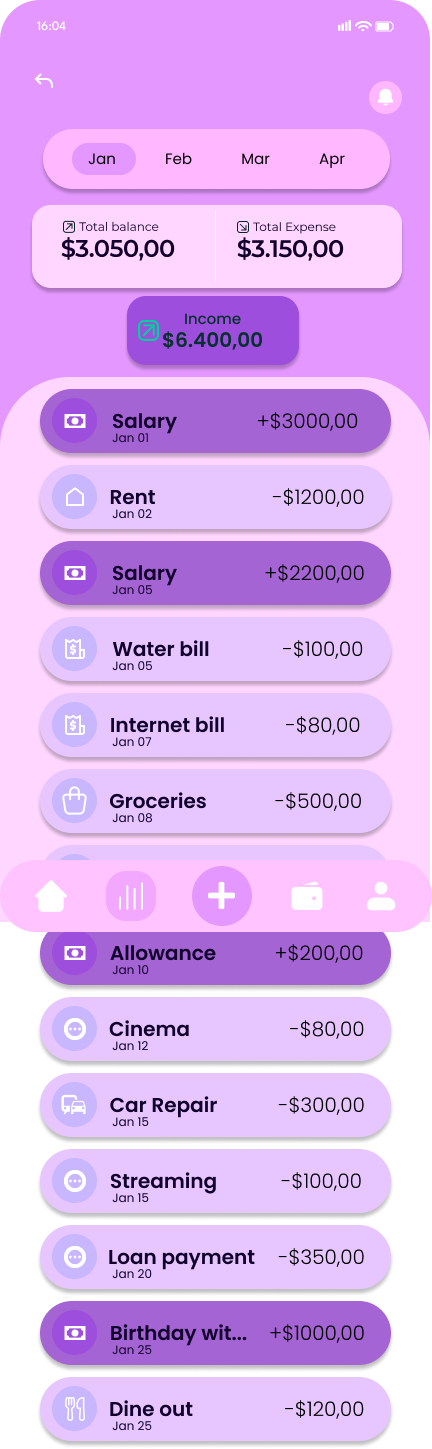 16:04
Jan Feb Mar Apr
Total balance
$3.050,00
Total Expense
$3.150,00
Income
$6.400,00
Salary +$3000,00
Jan 01
Rent -$1200,00
Jan 02
Salary +$2200,00
Jan 05
Water bill -$100,00
Jan 05
Internet bill -$80,00
Jan 07
Groceries -$500,00
Jan 08
Allowance +$200,00
Jan 10
Cinema -$80,00
Jan 12
Car Repair -$300,00
Jan 15
Streaming -$100,00
Jan 15
Loan payment -$350,00
Jan 20
Birthday wit... +$1000,00
Jan 25
Dine out -$120,00
Jan 25